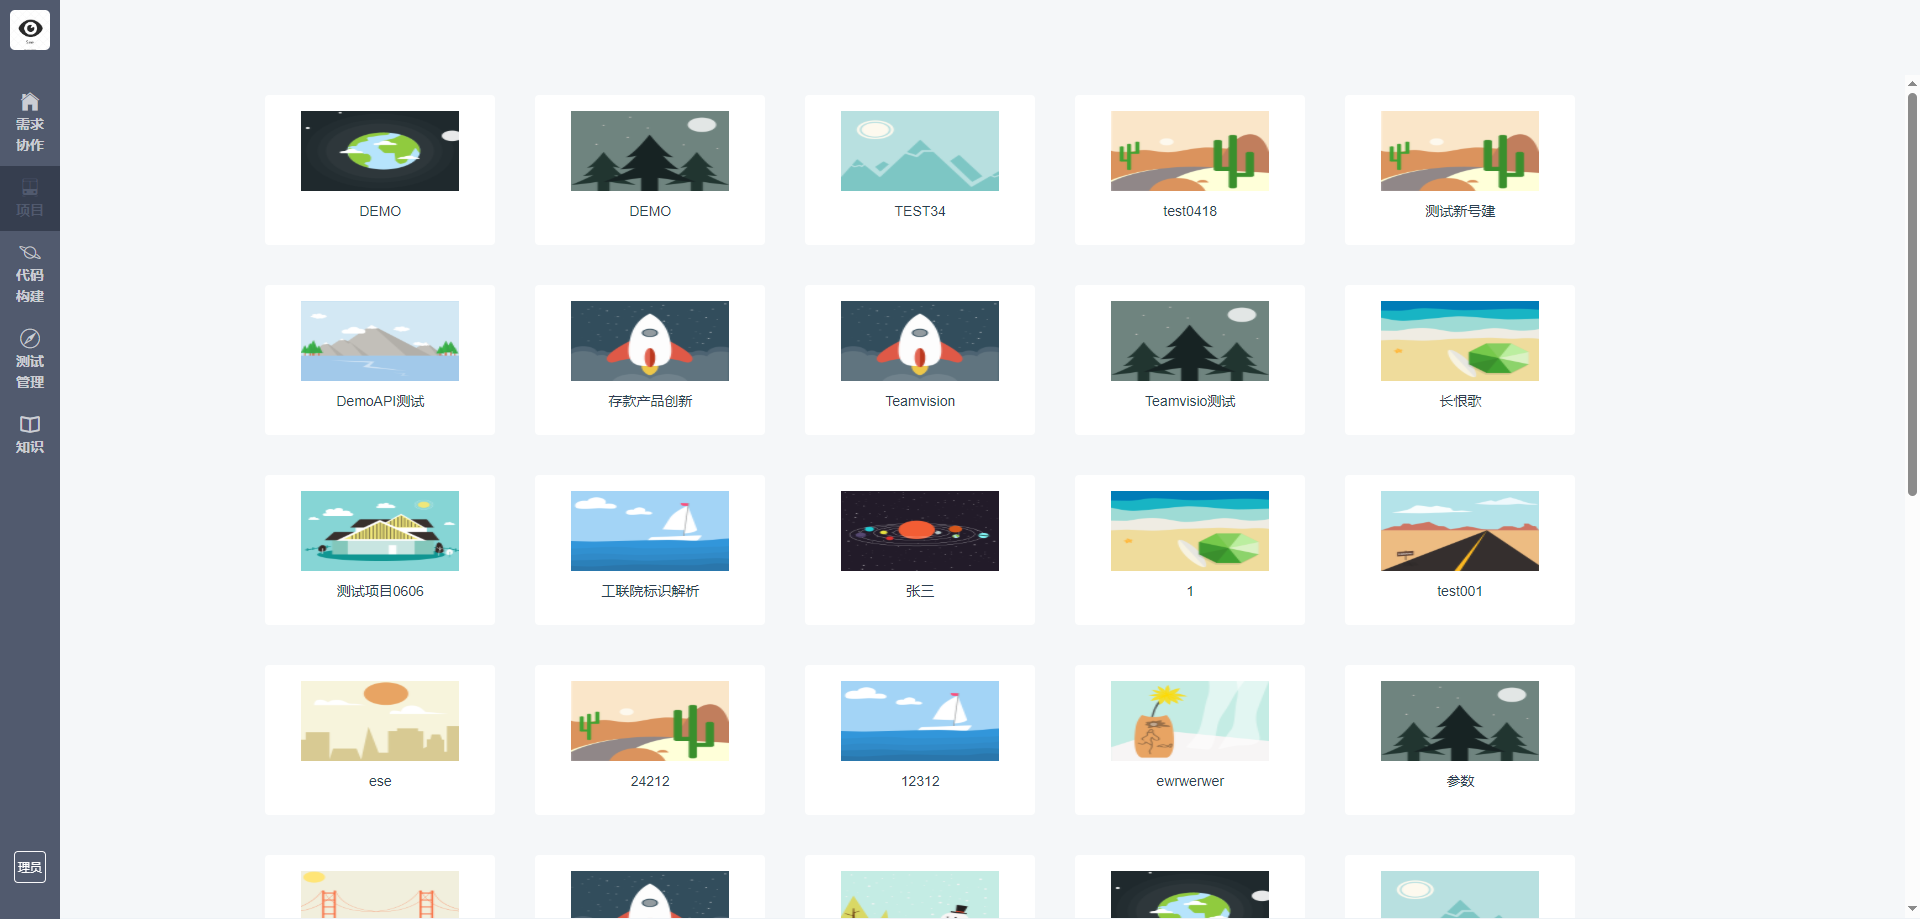 需求
协作
项目
代码
构建
测试
管理
知识
理员
DEMO
DEMO
TEST34
test0418
测试新号建
DemoAPI测试
存款产品创新
Teamvision
Teamvisio测试
长恨歌
测试项目0606
工联院标识解析
张三
1
test001
ese
24212
12312
ewrwerwer
参数